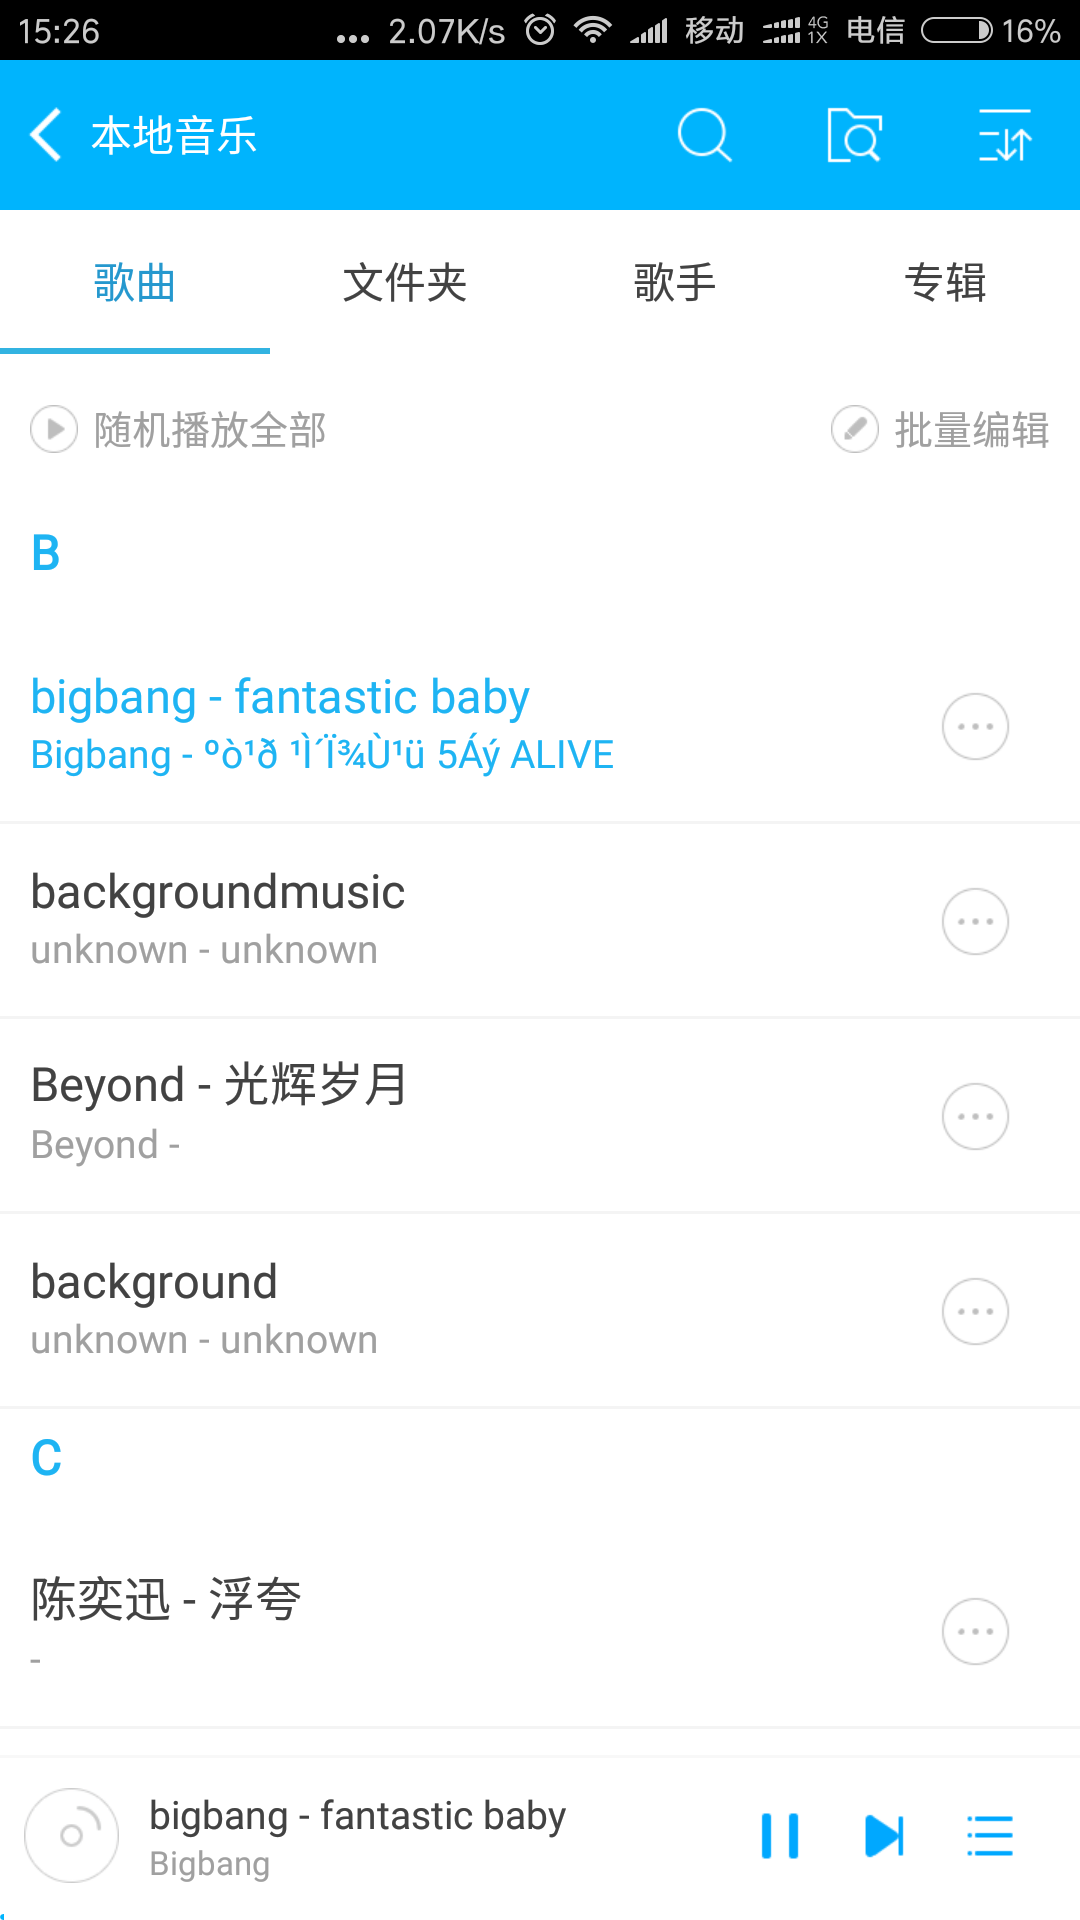 15:26 ... 2.07K/s 移动 4G 1X 电信 16%
本地音乐
歌曲 文件夹 歌手 专辑
随机播放全部 批量编辑
B
bigbang - fantastic baby
Bigbang - ºò¹ð ¹Ì´Ï¾Ù¹ü 5Áý ALIVE
backgroundmusic
unknown - unknown
Beyond - 光辉岁月
Beyond -
background
unknown - unknown
C
陈奕迅 - 浮夸
-
bigbang - fantastic baby
Bigbang